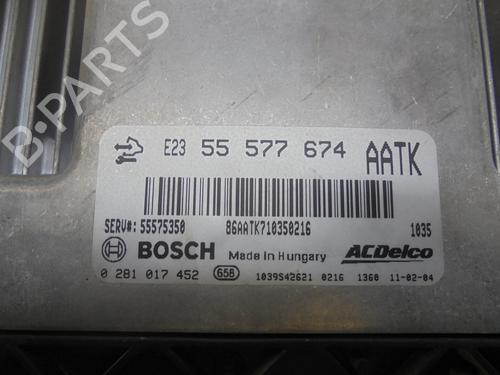 B-PARTS
E23 55 577 674 AATK
SERV#: 55575350 86AATK710350216 1035
BOSCH Made in Hungary ACDelco
0 281 017 452 658 1039S42621 0216 1360 11-02-04